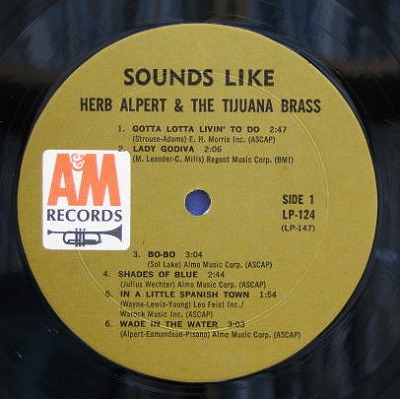 SOUNDS LIKE
HERB ALPERT & THE TIJUANA BRASS
1. GOTTA LOTTA LIVIN' TO DO 2:47
(Strouse-Adams) E. H. Morris Inc. (ASCAP)
2. LADY GODIVA 2:06
(M. Leander-C. Mills) Regent Music Corp. (BMI)
A&M
RECORDS
SIDE 1
LP-124
(LP-147)
3. BO-BO 3:04
(Sol Lake) Almo Music Corp. (ASCAP)
4. SHADES OF BLUE 2:44
(Julius Wechter) Almo Music Corp. (ASCAP)
5. IN A LITTLE SPANISH TOWN 1:54
(Wayne-Lewis-Young) Leo Feist Inc./
Warock Music Inc. (ASCAP)
6. WADE IN THE WATER 3:03
(Alpert-Edmondson-Pisano) Almo Music Corp. (ASCAP)